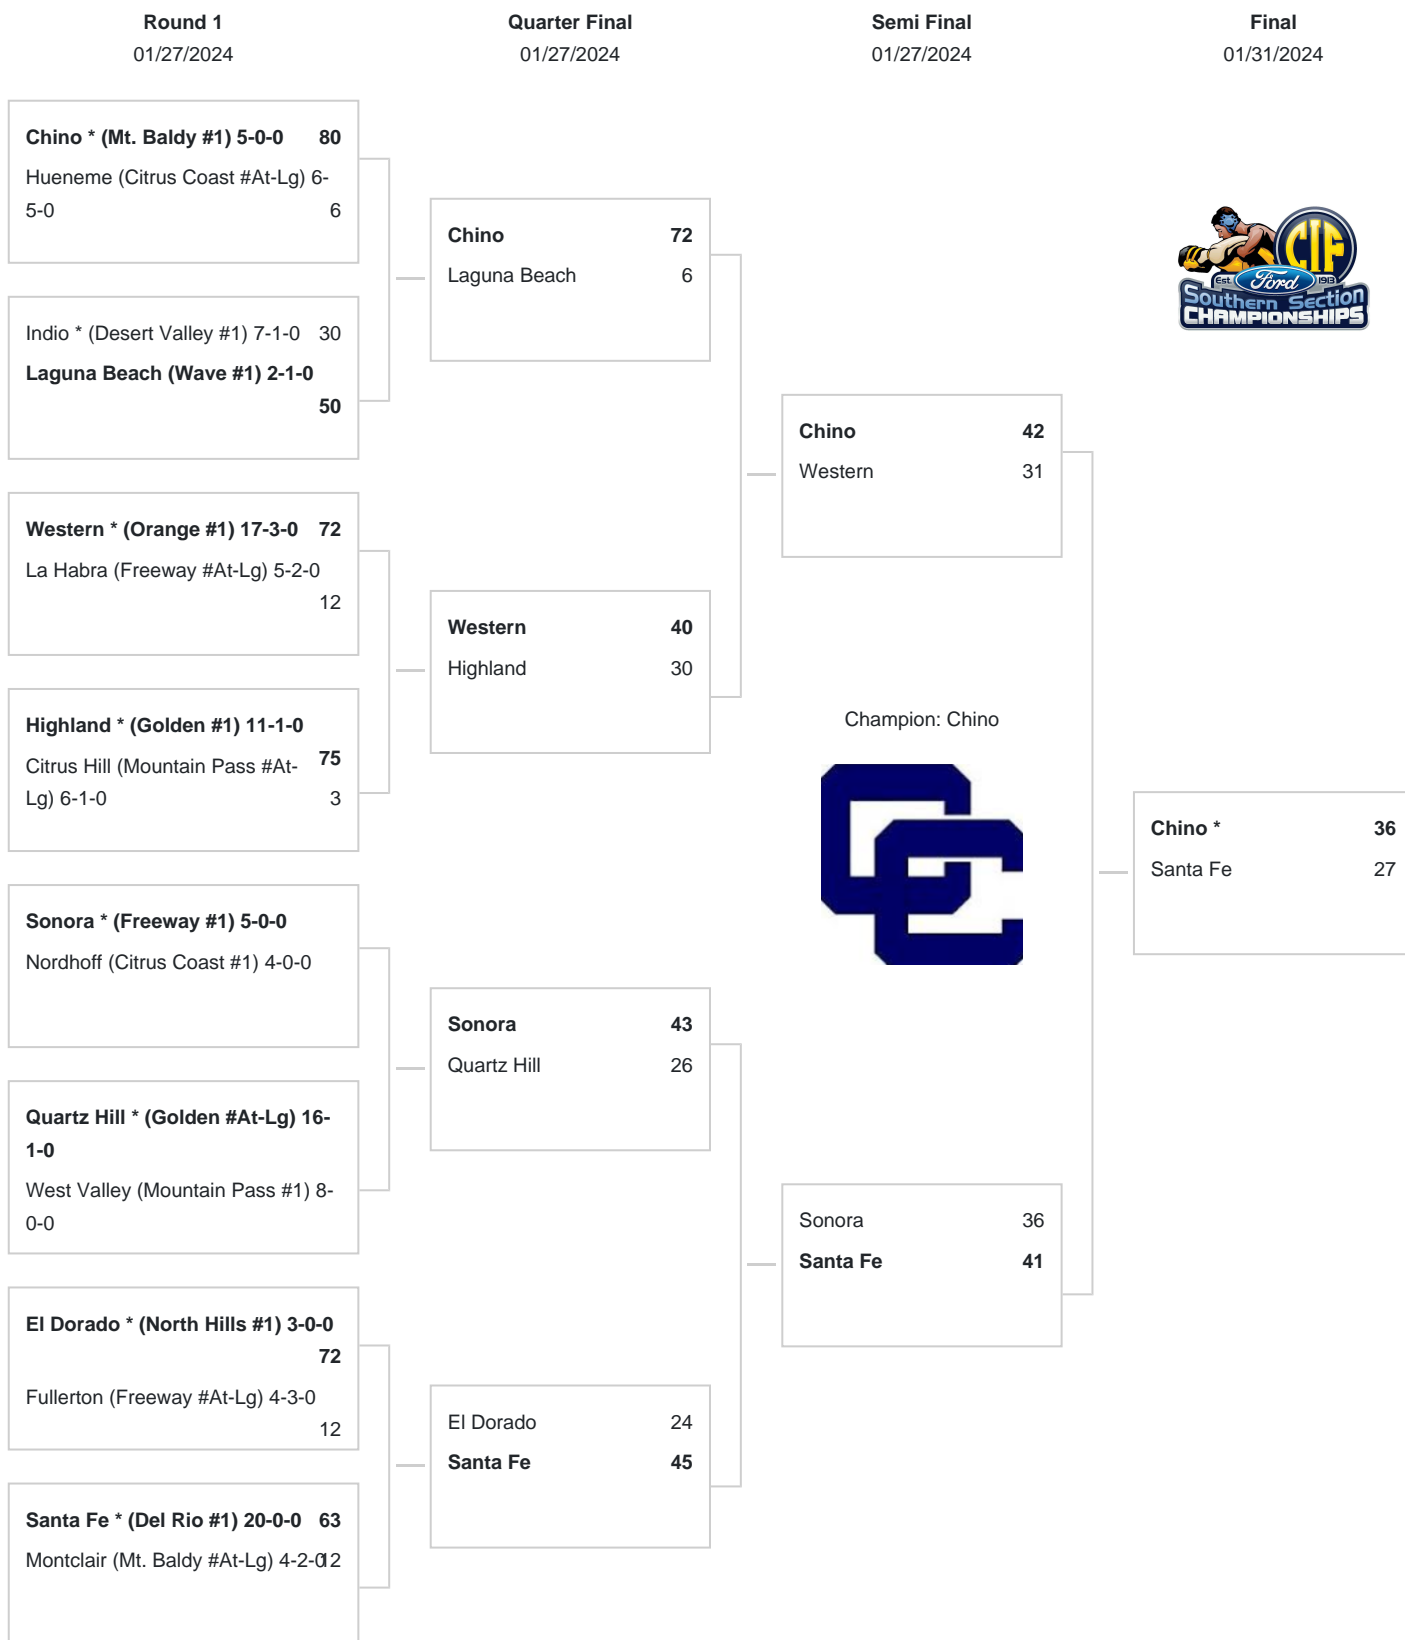 Round 1
01/27/2024
Quarter Final
01/27/2024
Semi Final
01/27/2024
Final
01/31/2024
Chino * (Mt. Baldy #1) 5-0-0 80
Hueneme (Citrus Coast #At-Lg) 6-
5-0 6
Indio * (Desert Valley #1) 7-1-0 30
Laguna Beach (Wave #1) 2-1-0
50
Western * (Orange #1) 17-3-0 72
La Habra (Freeway #At-Lg) 5-2-0
12
Highland * (Golden #1) 11-1-0
75
Citrus Hill (Mountain Pass #At-
Lg) 6-1-0 3
Sonora * (Freeway #1) 5-0-0
Nordhoff (Citrus Coast #1) 4-0-0
Quartz Hill * (Golden #At-Lg) 16-
1-0
West Valley (Mountain Pass #1) 8-
0-0
El Dorado * (North Hills #1) 3-0-0
72
Fullerton (Freeway #At-Lg) 4-3-0
12
Santa Fe * (Del Rio #1) 20-0-0 63
Montclair (Mt. Baldy #At-Lg) 4-2-0 12
Chino 72
Laguna Beach 6
Western 40
Highland 30
Sonora 43
Quartz Hill 26
El Dorado 24
Santa Fe 45
Chino 42
Western 31
Champion: Chino
CC
Sonora 36
Santa Fe 41
CIF
Est. Ford 1913
Southern Section
CHAMPIONSHIPS
Chino * 36
Santa Fe 27